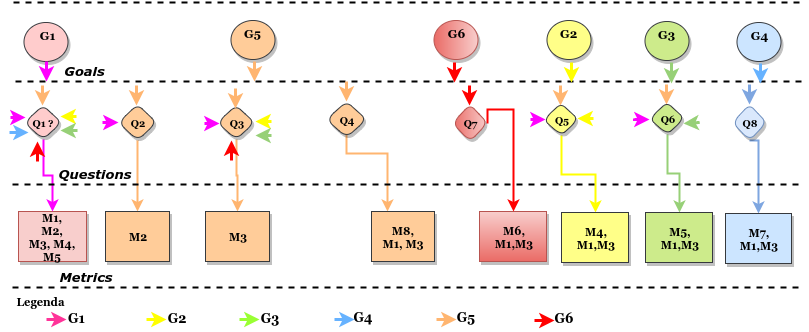 G1
G5
G6
G2
G3
G4
Goals
Q1 ?
Q2
Q3
Q4
Q7
Q5
Q6
Q8
Questions
M1,
M2,
M3, M4,
M5
M2
M3
M8,
M1, M3
M6,
M1,M3
M4,
M1,M3
M5,
M1,M3
M7,
M1,M3
Metrics
Legenda
G1
G2
G3
G4
G5
G6